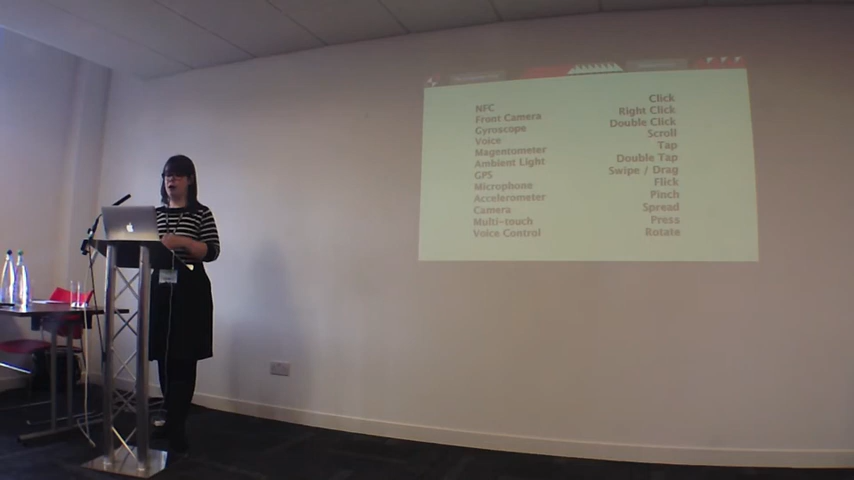 NFC
Front Camera
Gyroscope
Voice
Magentometer
Ambient Light
GPS
Microphone
Accelerometer
Camera
Multi-touch
Voice Control
Click
Right Click
Double Click
Scroll
Tap
Double Tap
Swipe / Drag
Flick
Pinch
Spread
Press
Rotate